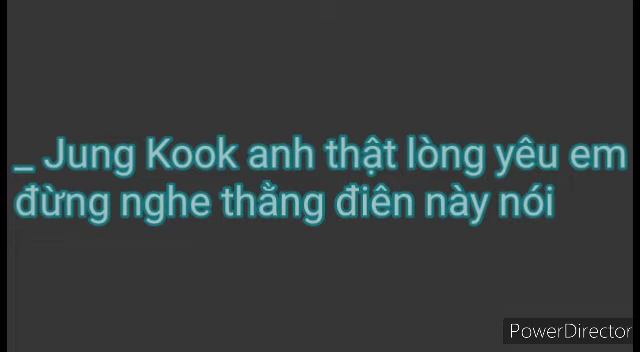 _ Jung Kook anh thật lòng yêu em
đừng nghe thằng điên này nói
PowerDirector